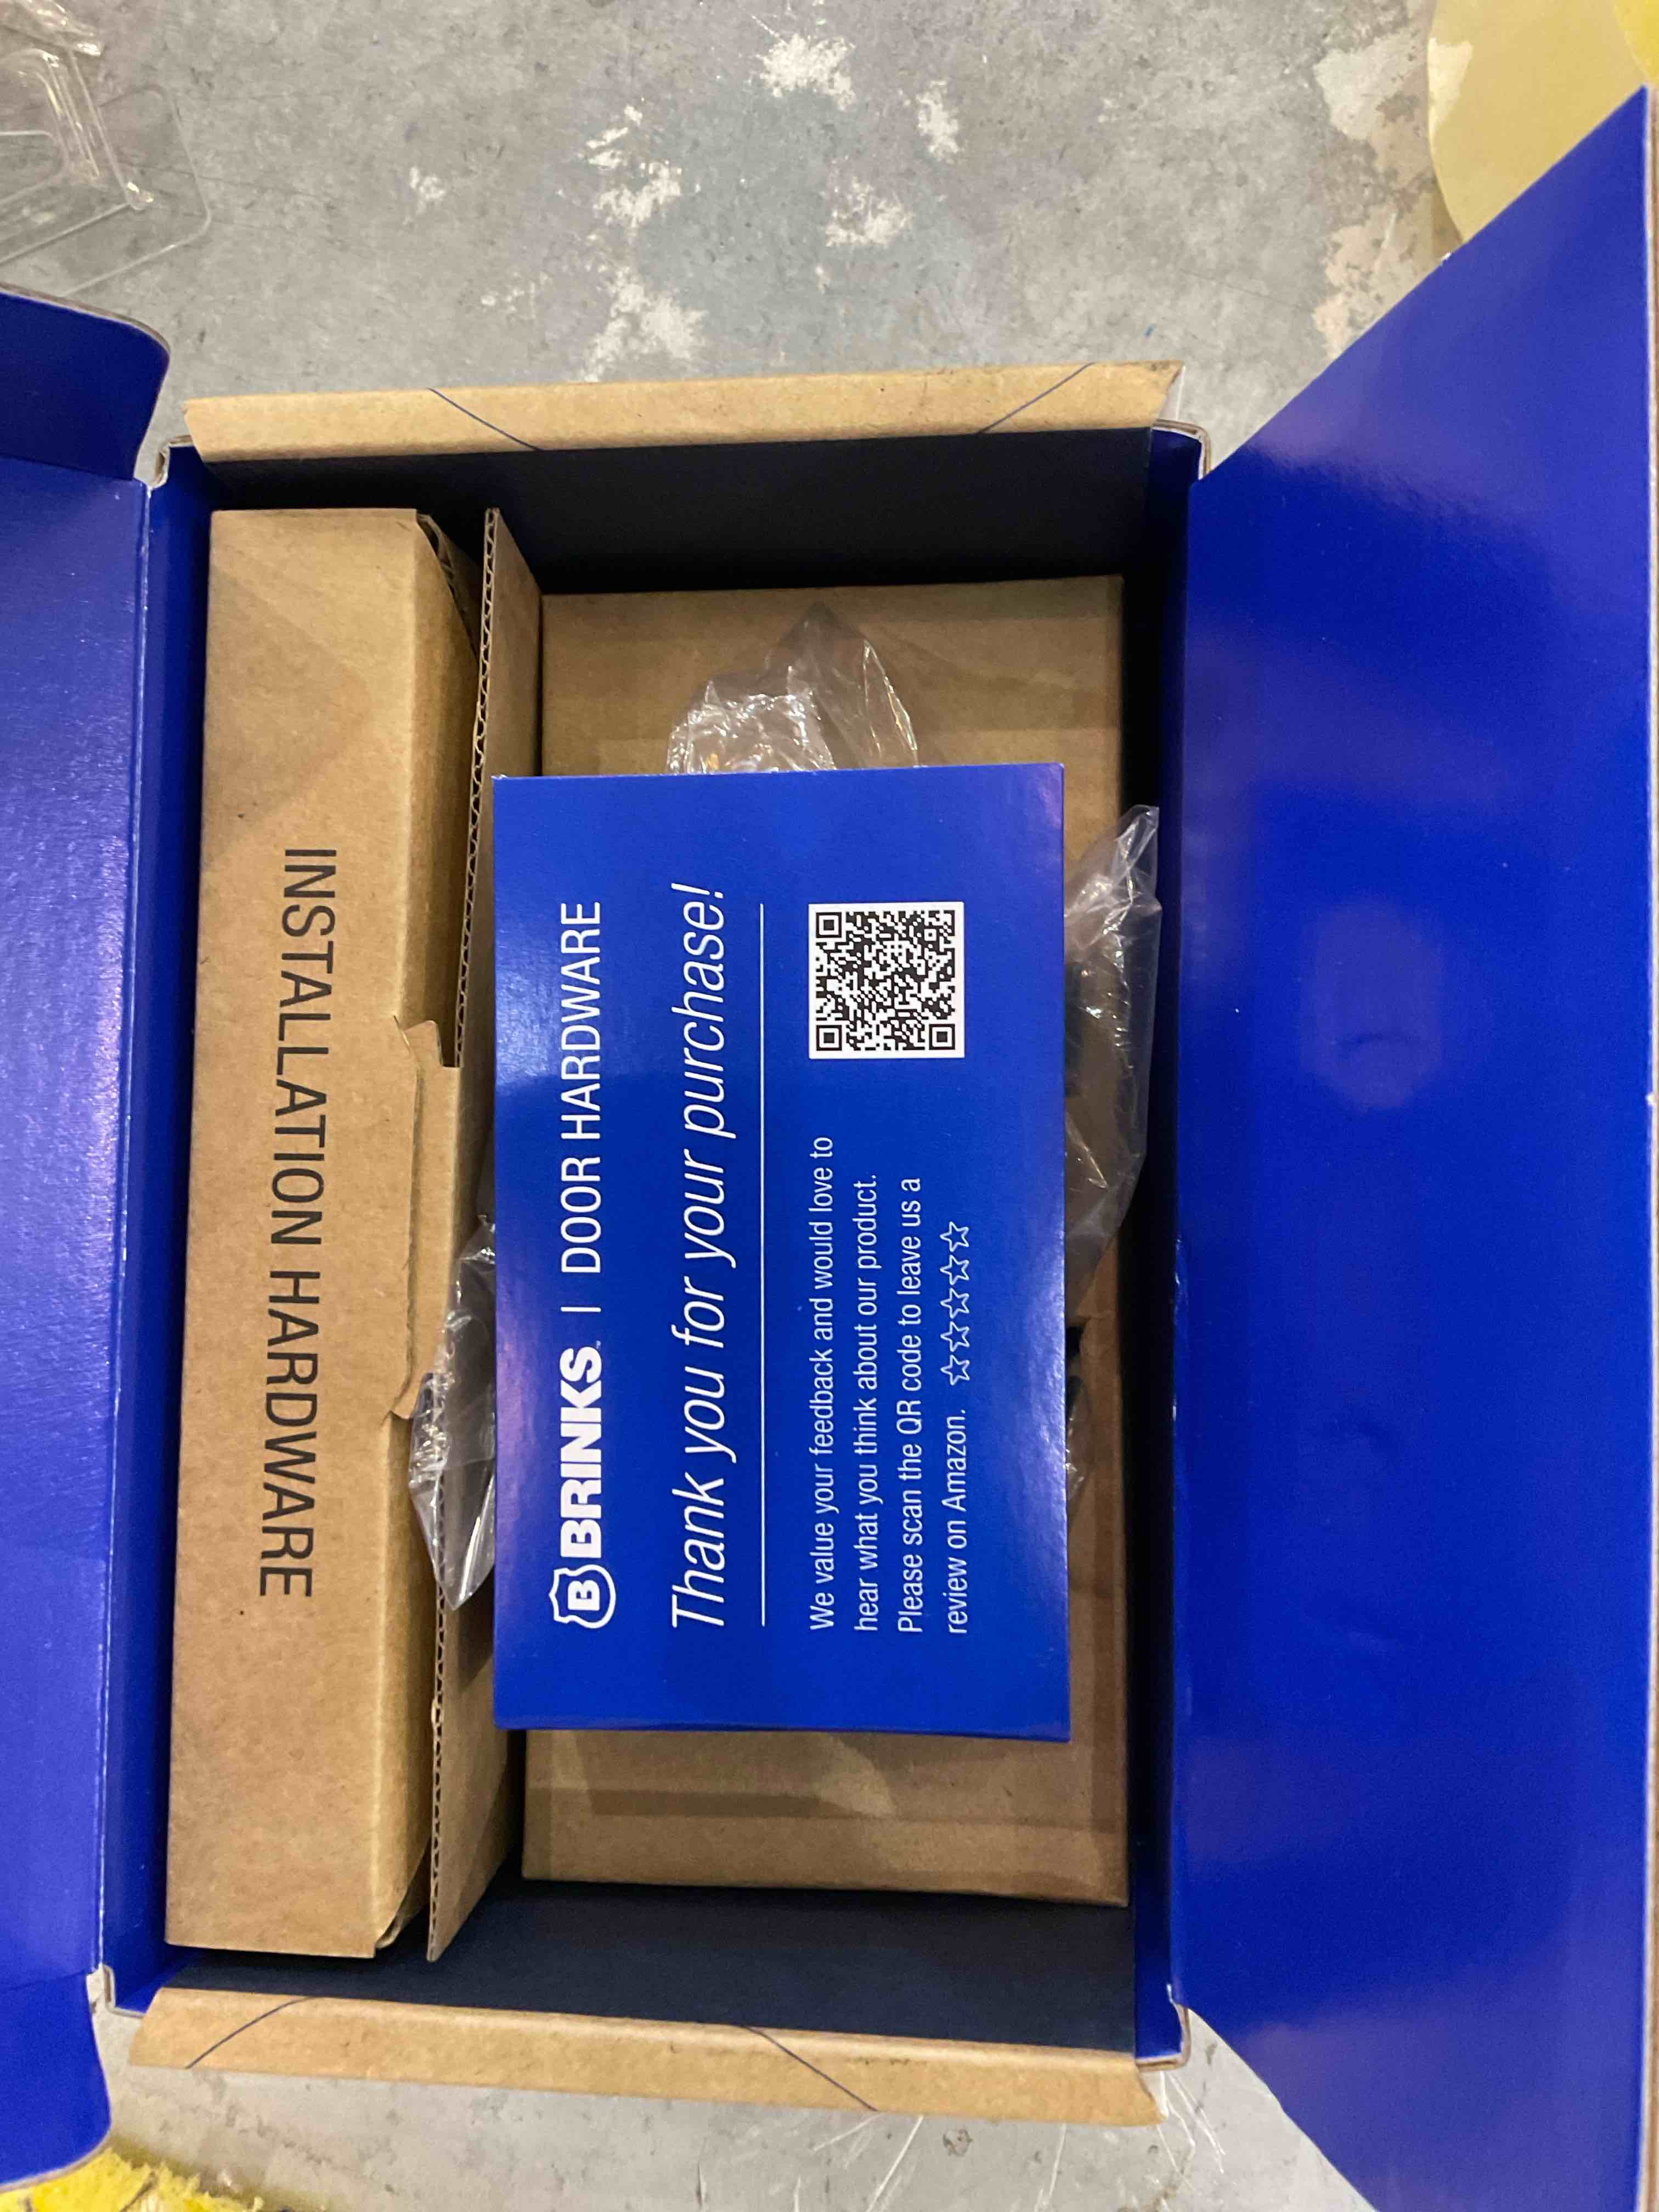 INSTALLATION HARDWARE
B BRINKS™ | DOOR HARDWARE
Thank you for your purchase!
We value your feedback and would love to
hear what you think about our product.
Please scan the QR code to leave us a
review on Amazon. ☆☆☆☆☆